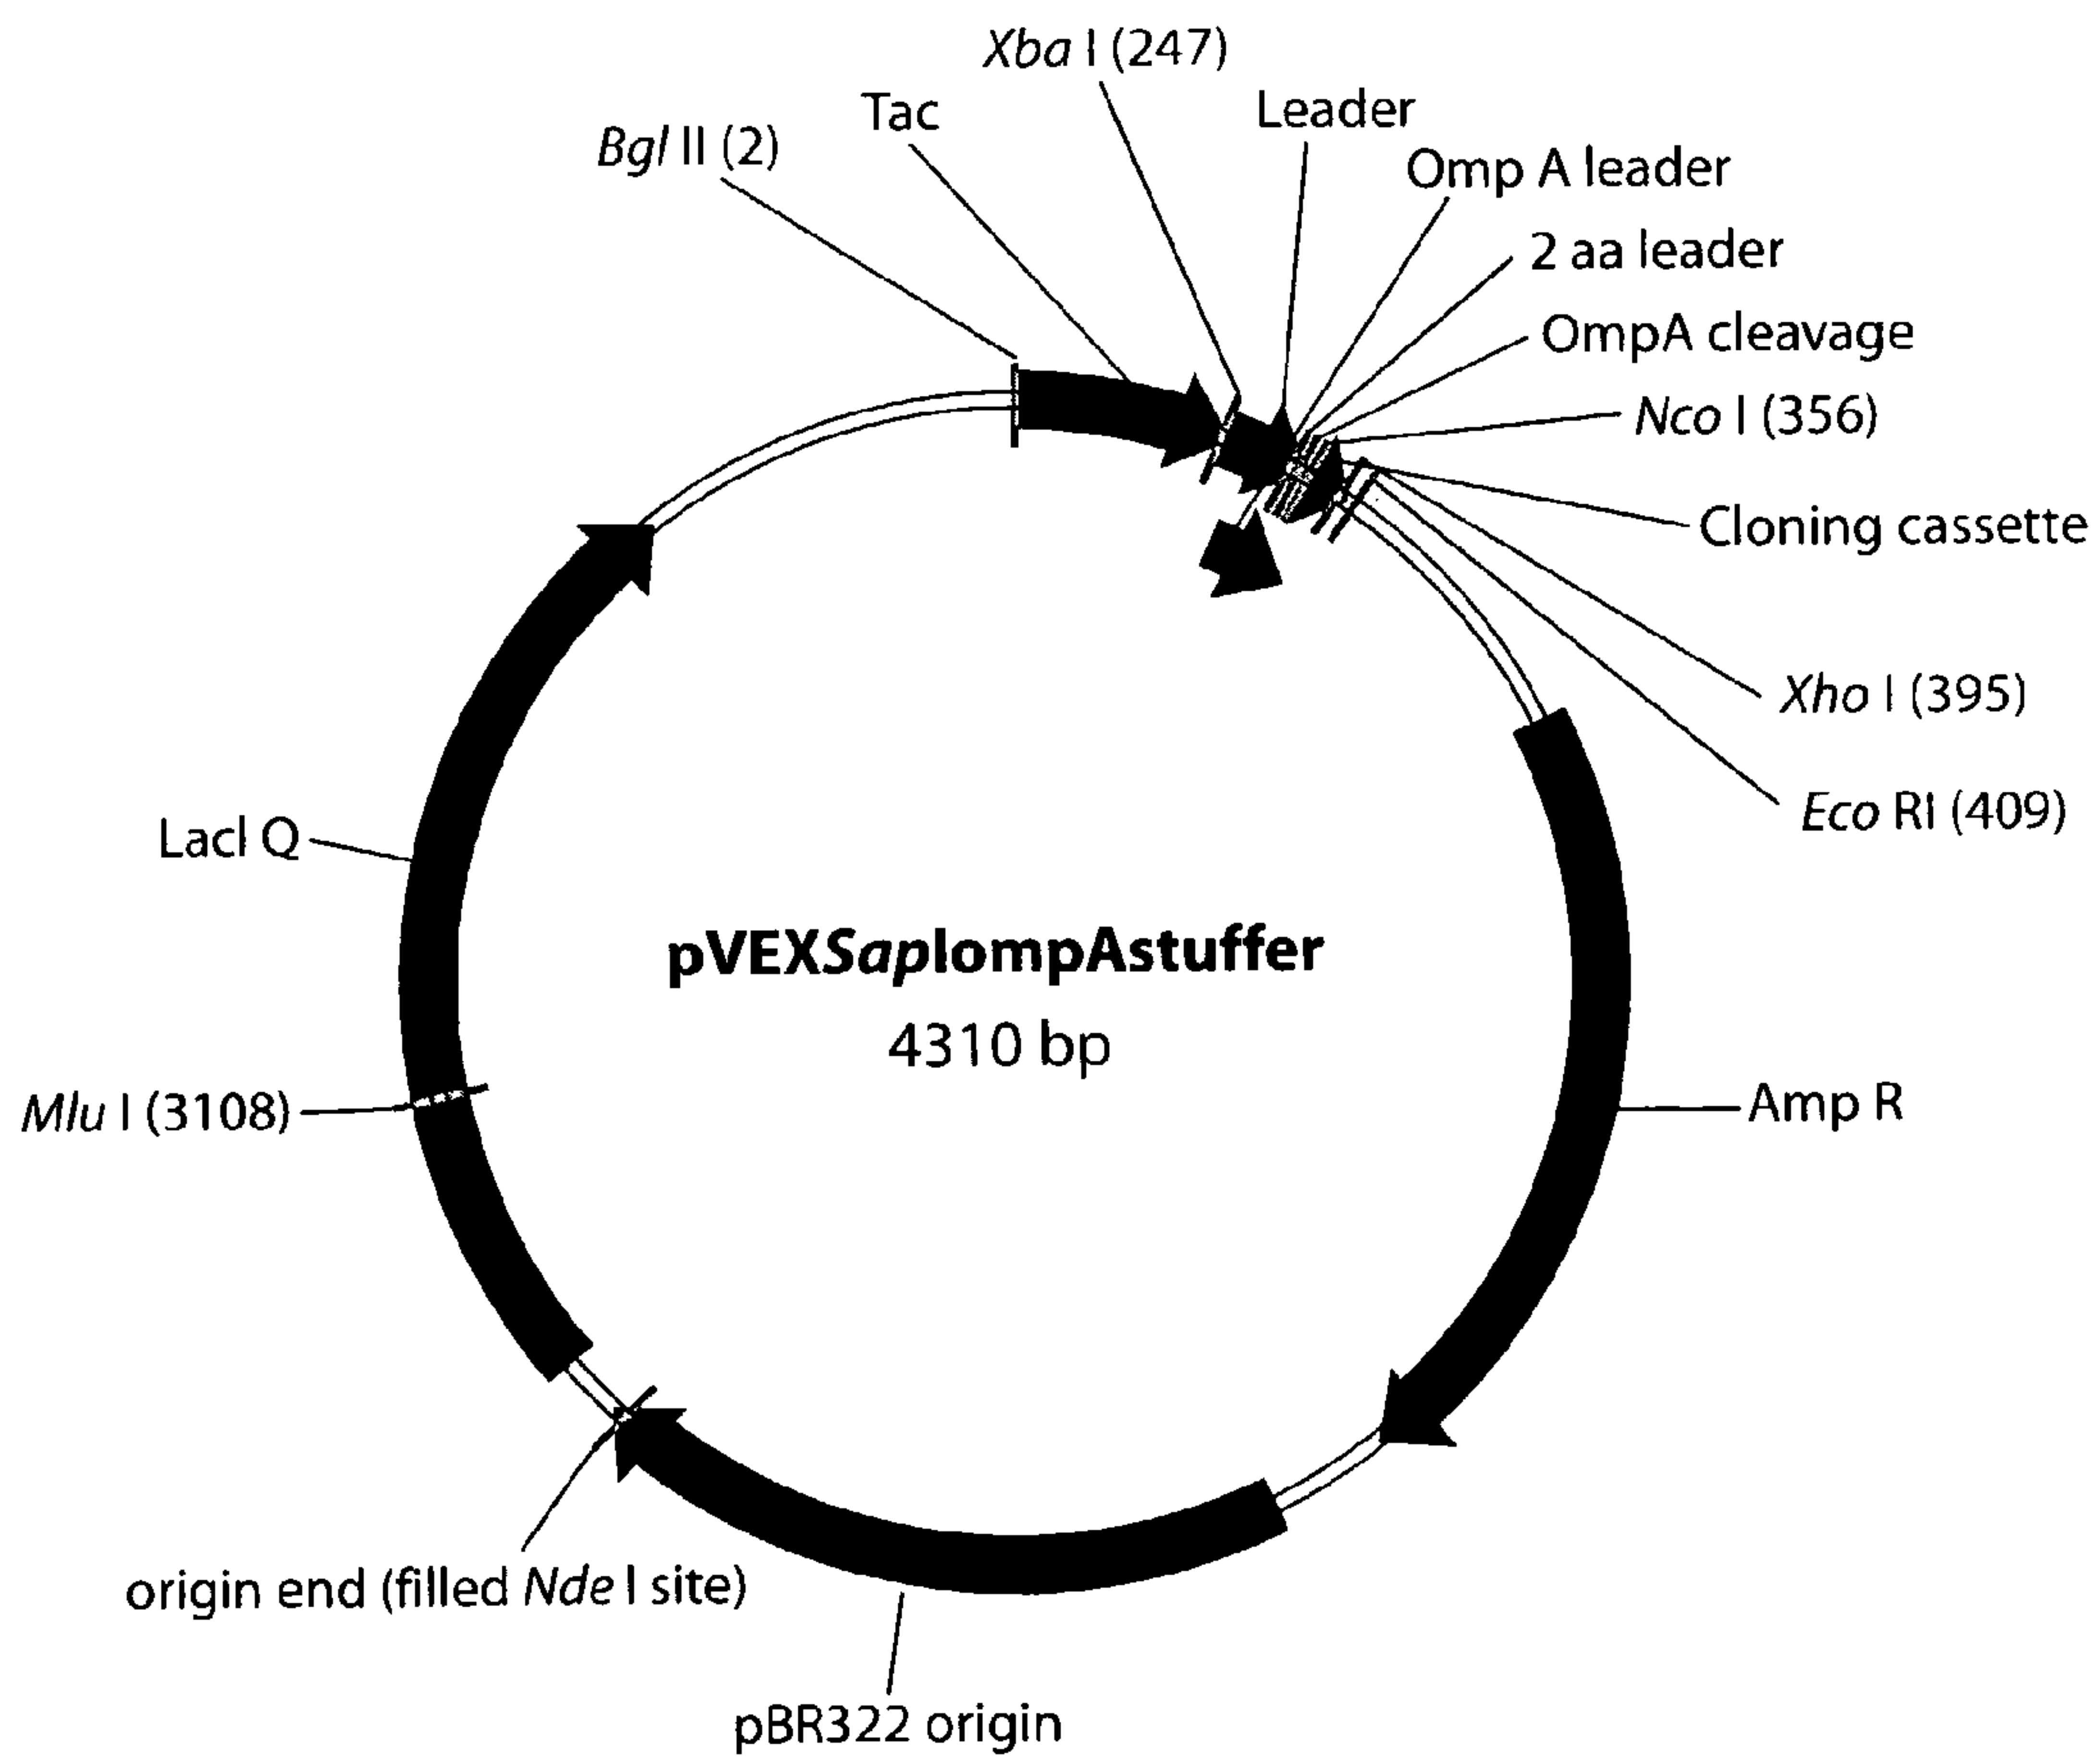 Xba I (247)
Tac
Leader
Bgl II (2)
Omp A leader
2 aa leader
OmpA cleavage
Nco I (356)
Cloning cassette
Xho I (395)
Eco RI (409)
LacI Q
pVEXSapIompAstuffer
4310 bp
Mlu I (3108)
Amp R
origin end (filled Nde I site)
pBR322 origin